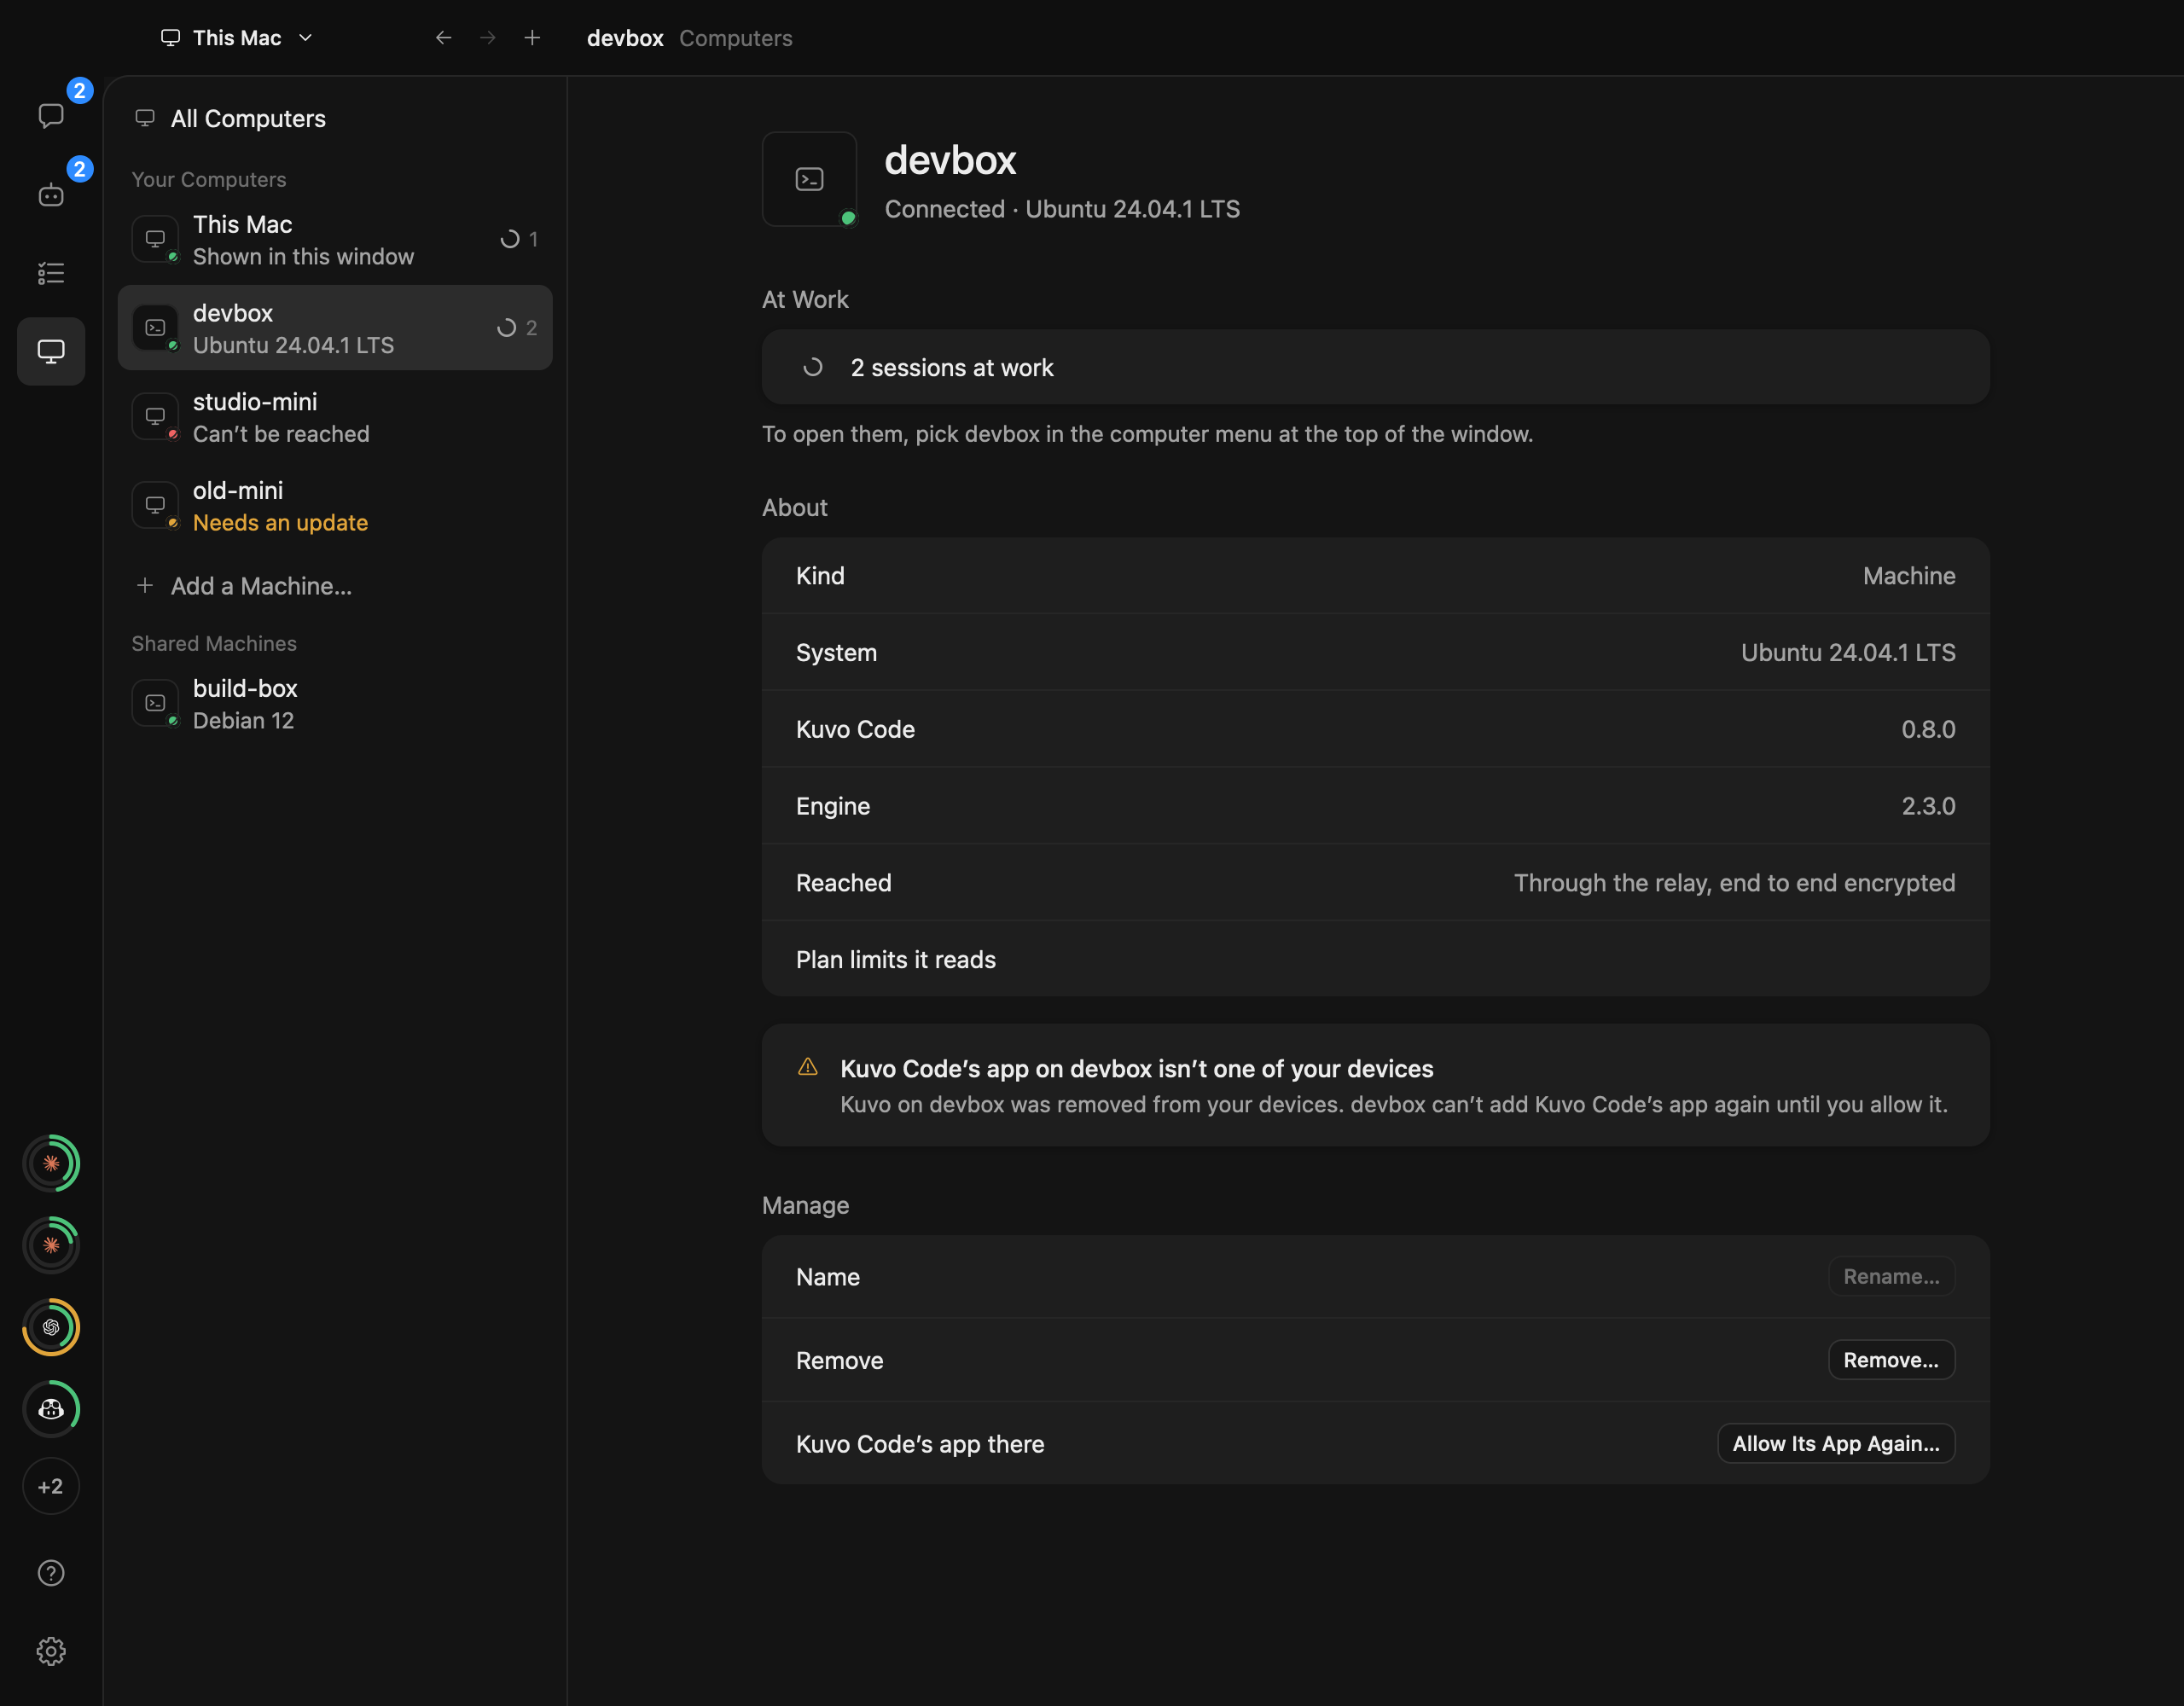 This Mac
devbox Computers
2
2
All Computers
Your Computers
This Mac
Shown in this window
1
devbox
Ubuntu 24.04.1 LTS
2
studio-mini
Can’t be reached
old-mini
Needs an update
Add a Machine...
Shared Machines
build-box
Debian 12
+2
devbox
Connected · Ubuntu 24.04.1 LTS
At Work
2 sessions at work
To open them, pick devbox in the computer menu at the top of the window.
About
Kind Machine
System Ubuntu 24.04.1 LTS
Kuvo Code 0.8.0
Engine 2.3.0
Reached Through the relay, end to end encrypted
Plan limits it reads
Kuvo Code’s app on devbox isn’t one of your devices
Kuvo on devbox was removed from your devices. devbox can’t add Kuvo Code’s app again until you allow it.
Manage
Name Rename...
Remove Remove...
Kuvo Code’s app there Allow Its App Again...